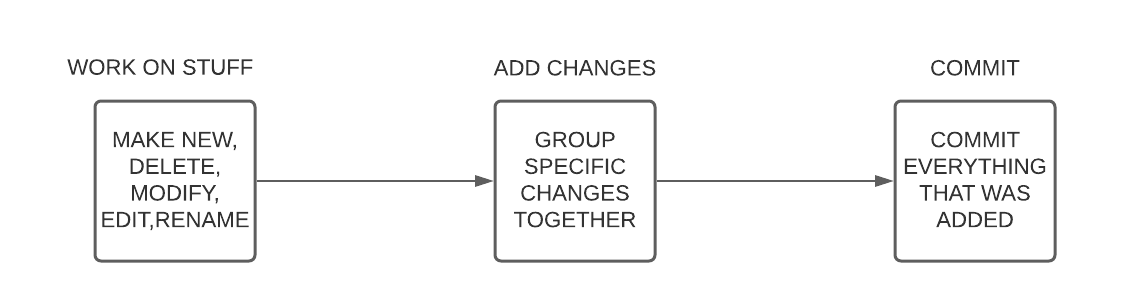 WORK ON STUFF
ADD CHANGES
COMMIT
MAKE NEW,
DELETE,
MODIFY,
EDIT,RENAME
GROUP
SPECIFIC
CHANGES
TOGETHER
COMMIT
EVERYTHING
THAT WAS
ADDED